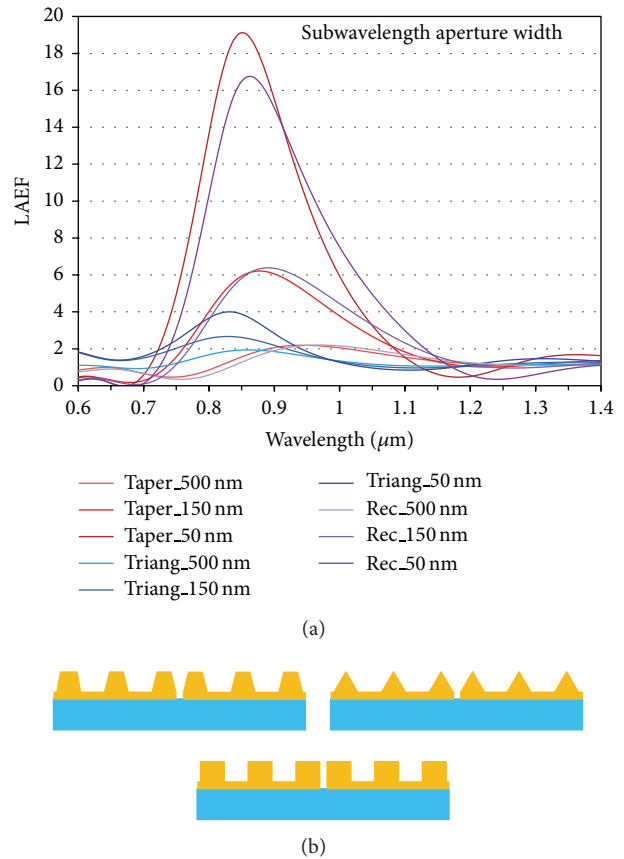 Subwavelength aperture width
20
18
16
14
12
10
8
6
4
2
0
LAEF
0.6 0.7 0.8 0.9 1 1.1 1.2 1.3 1.4
Wavelength (μm)
Taper_500 nm
Taper_150 nm
Taper_50 nm
Triang_500 nm
Triang_150 nm
Triang_50 nm
Rec_500 nm
Rec_150 nm
Rec_50 nm
(a)
(b)